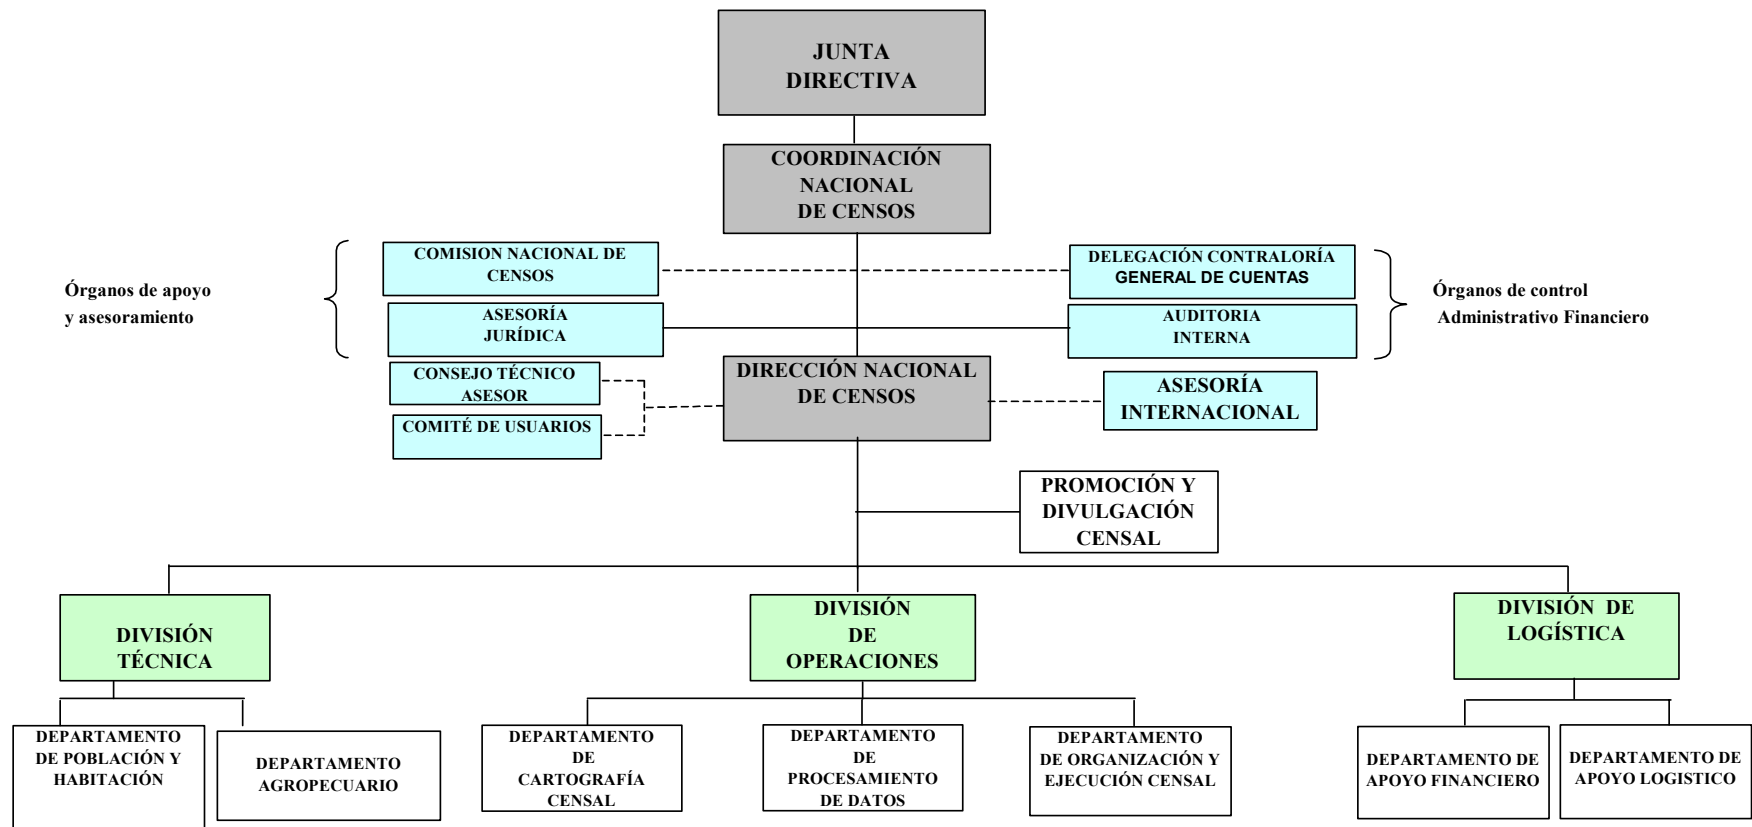 JUNTA
DIRECTIVA
COORDINACIÓN
NACIONAL
DE CENSOS
Órganos de apoyo
y asesoramiento
COMISION NACIONAL DE
CENSOS
ASESORÍA
JURÍDICA
DELEGACIÓN CONTRALORÍA
GENERAL DE CUENTAS
AUDITORIA
INTERNA
Órganos de control
Administrativo Financiero
CONSEJO TÉCNICO
ASESOR
COMITÉ DE USUARIOS
DIRECCIÓN NACIONAL
DE CENSOS
ASESORÍA
INTERNACIONAL
PROMOCIÓN Y
DIVULGACIÓN
CENSAL
DIVISIÓN
TÉCNICA
DIVISIÓN
DE
OPERACIONES
DIVISIÓN DE
LOGÍSTICA
DEPARTAMENTO
DE POBLACIÓN Y
HABITACIÓN
DEPARTAMENTO
AGROPECUARIO
DEPARTAMENTO
DE
CARTOGRAFÍA
CENSAL
DEPARTAMENTO
DE
PROCESAMIENTO
DE DATOS
DEPARTAMENTO
DE ORGANIZACIÓN Y
EJECUCIÓN CENSAL
DEPARTAMENTO DE
APOYO FINANCIERO
DEPARTAMENTO DE
APOYO LOGISTICO